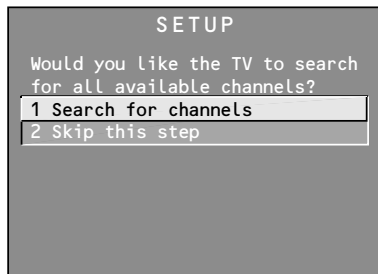 SETUP
Would you like the TV to search
for all available channels?
1 Search for channels
2 Skip this step